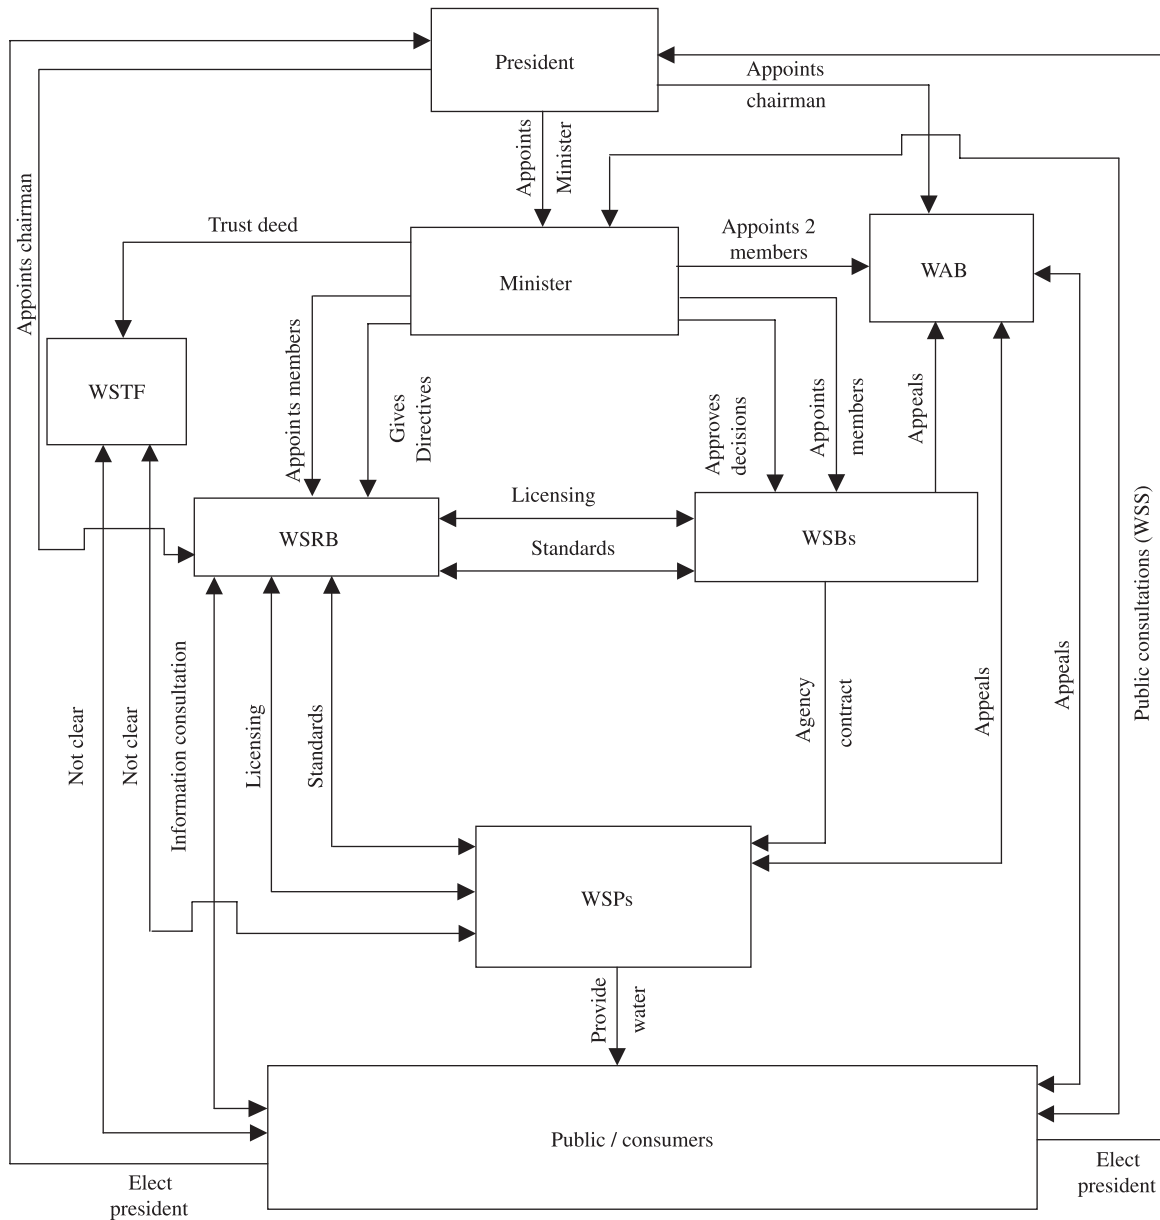 President
Appoints
chairman
Appoints
Minister
Appoints chairman
Trust deed
Minister
Appoints 2
members
WAB
WSTF
Appoints members
Gives
Directives
Approves
decisions
Appoints
members
Appeals
Licensing
WSRB
Standards
WSBs
Public consultations (WSS)
Not clear
Not clear
Information consultation
Licensing
Standards
Agency
contract
Appeals
Appeals
WSPs
Provide
water
Public / consumers
Elect
president
Elect
president